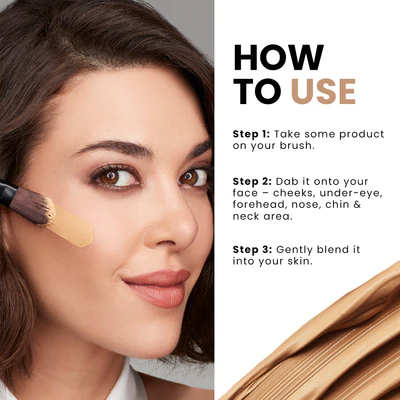 HOW
TO USE
Step 1: Take some product
on your brush.
Step 2: Dab it onto your
face – cheeks, under-eye,
forehead, nose, chin &
neck area.
Step 3: Gently blend it
into your skin.